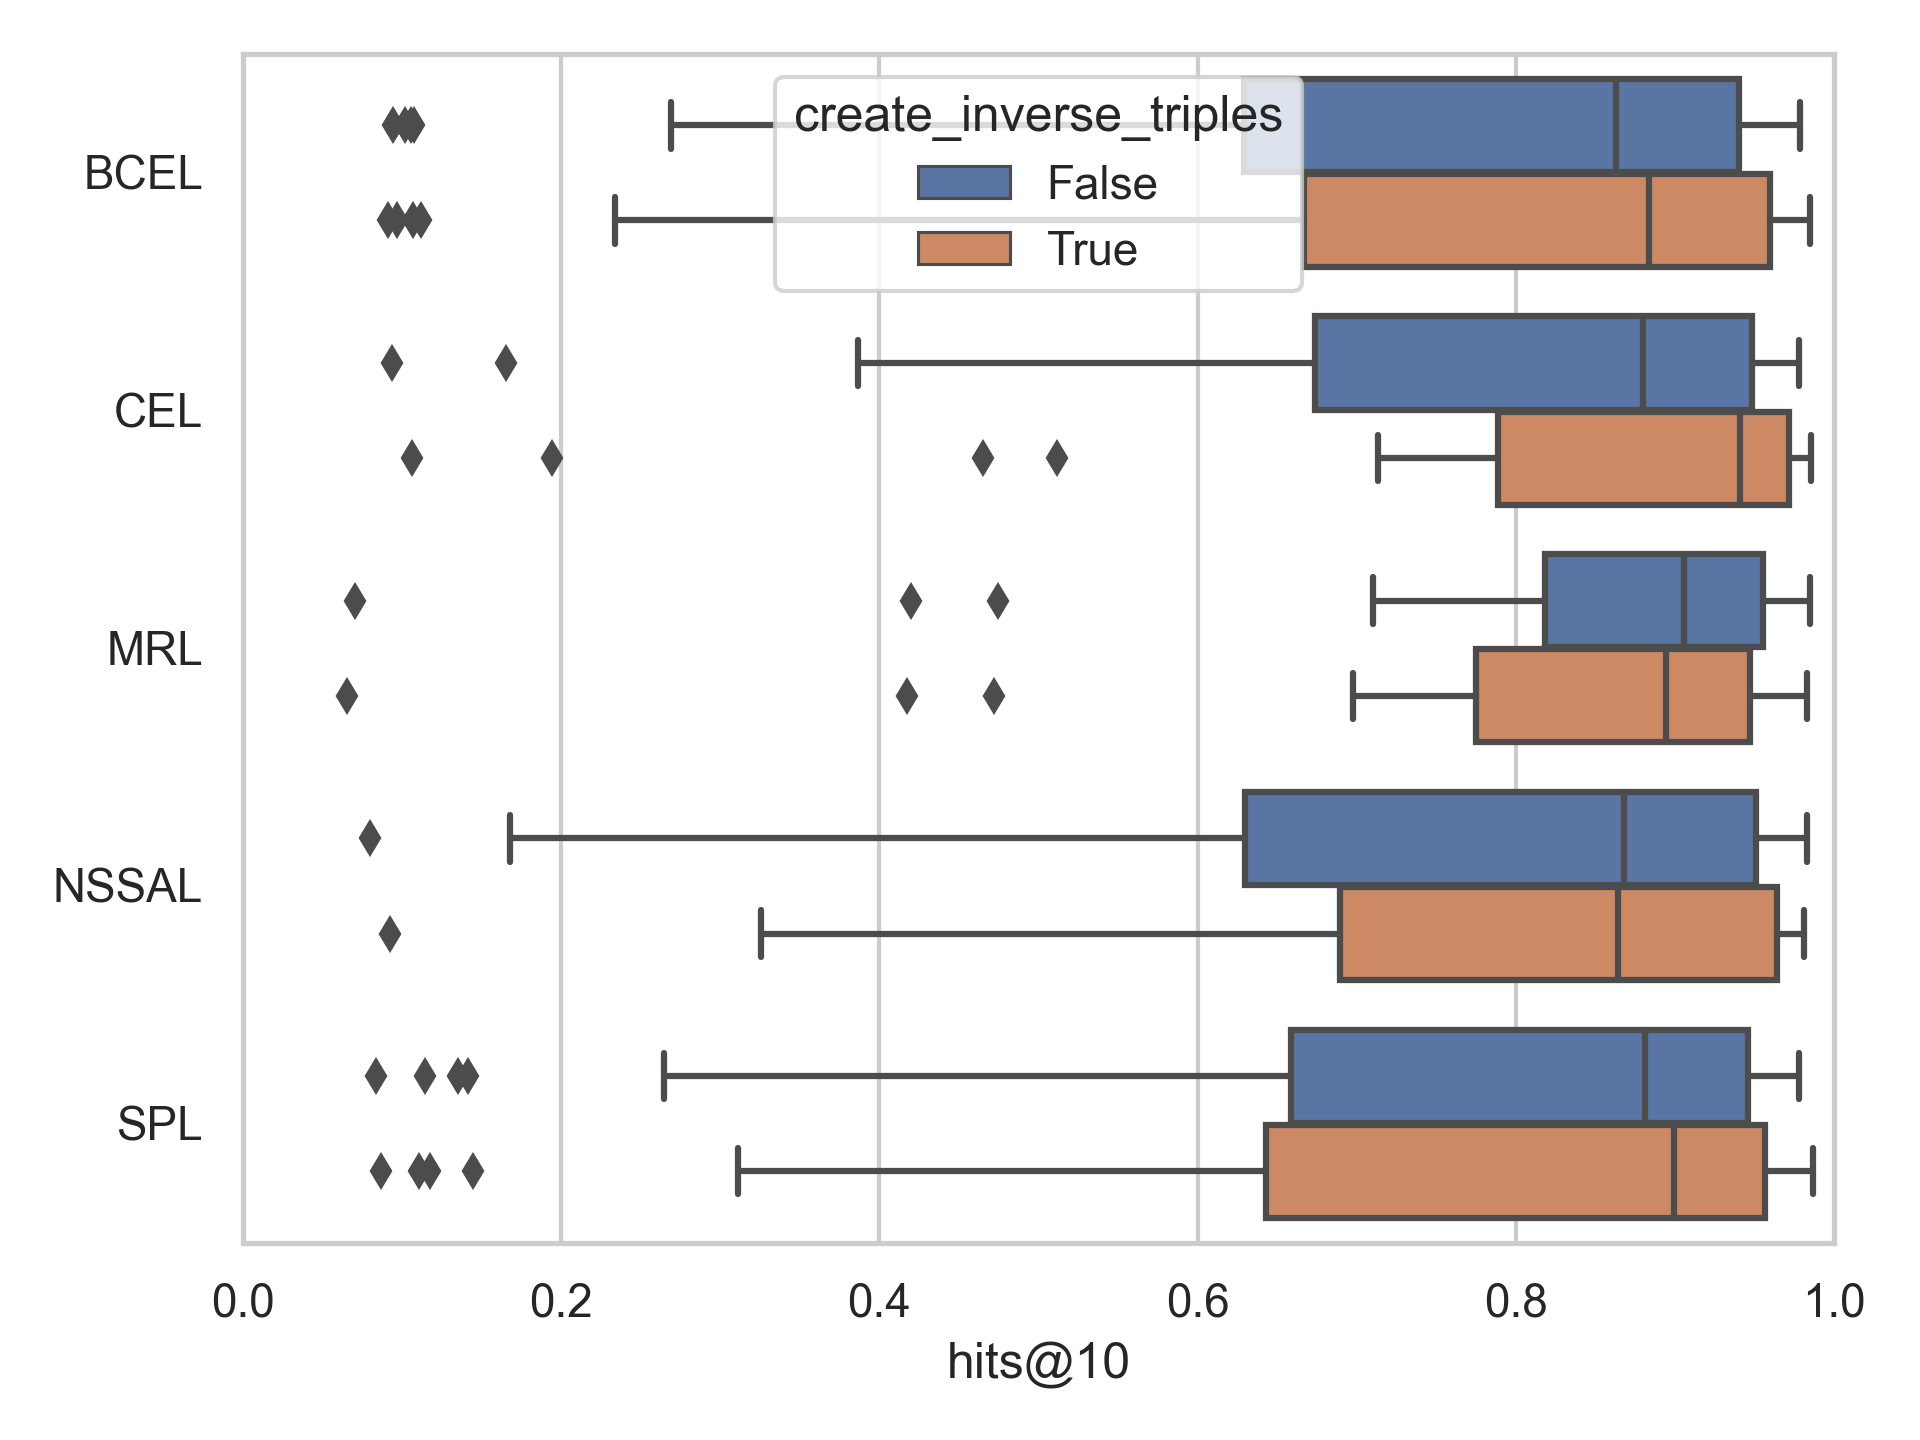 create_inverse_triples
False
True
BCEL
CEL
MRL
NSSAL
SPL
0.0 0.2 0.4 0.6 0.8 1.0
hits@10